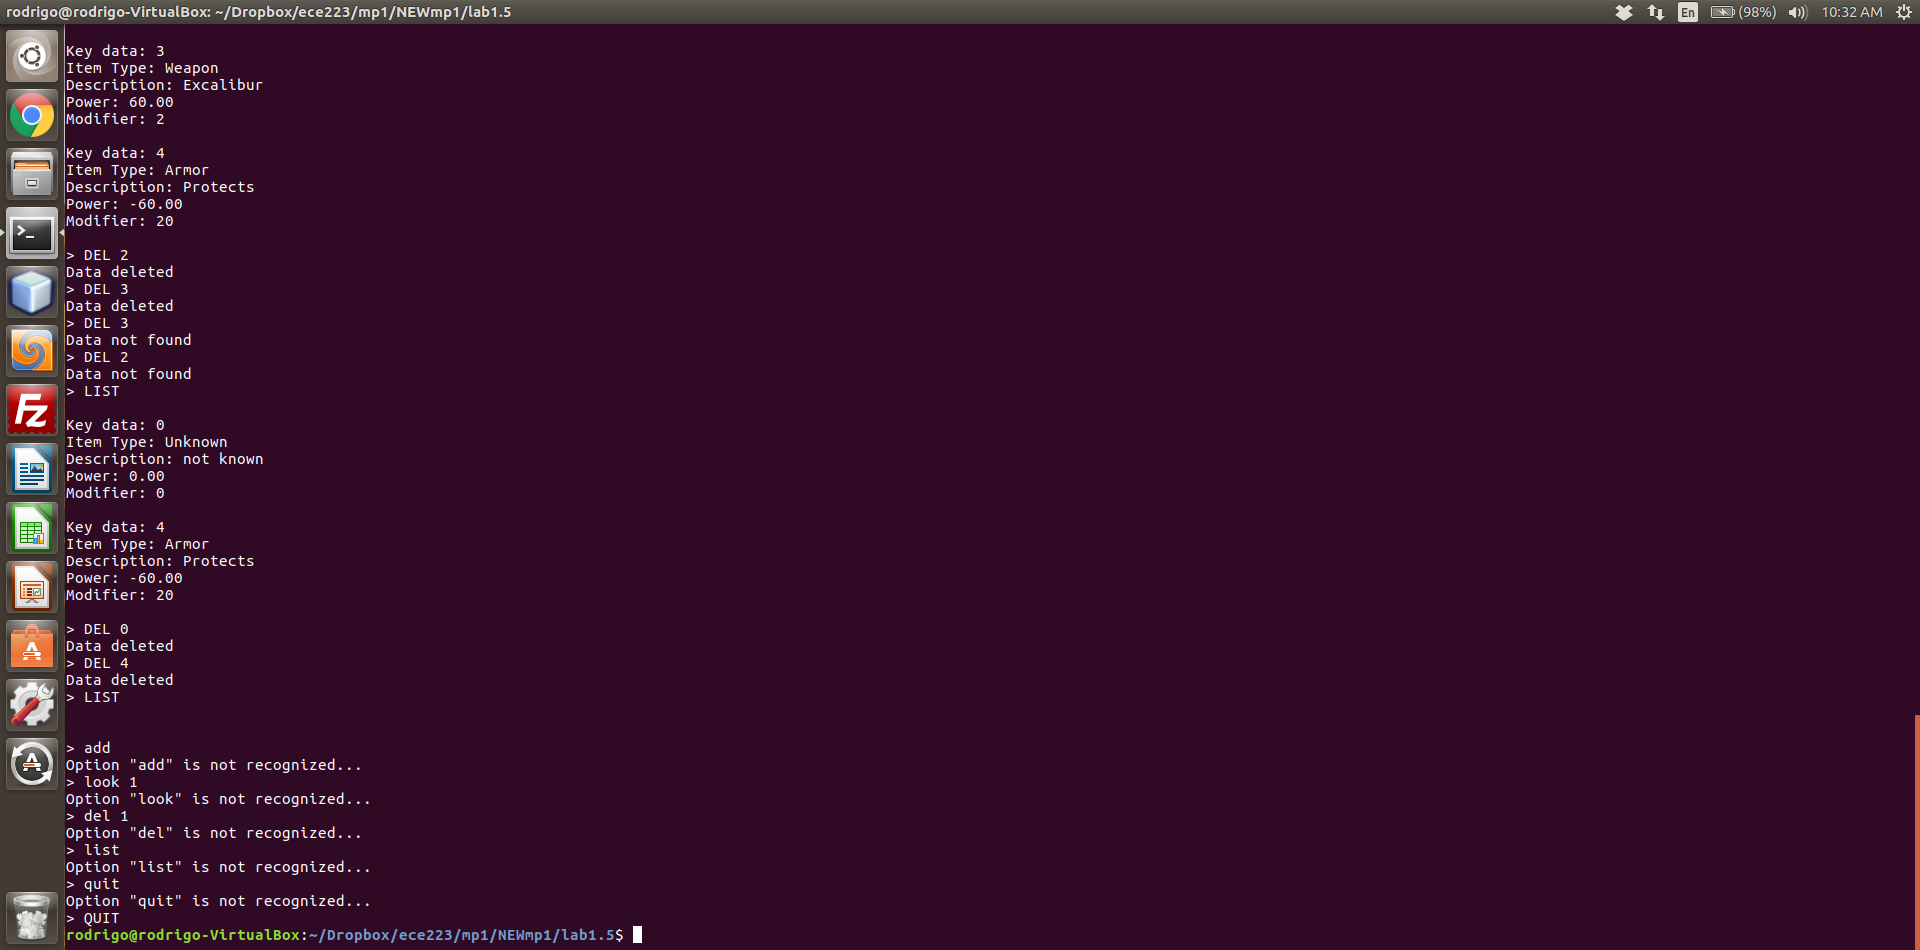 rodrigo@rodrigo-VirtualBox: ~/Dropbox/ece223/mp1/NEWmp1/lab1.5
En (98%) 10:32 AM
Key data: 3
Item Type: Weapon
Description: Excalibur
Power: 60.00
Modifier: 2
Key data: 4
Item Type: Armor
Description: Protects
Power: -60.00
Modifier: 20
> DEL 2
Data deleted
> DEL 3
Data deleted
> DEL 3
Data not found
> DEL 2
Data not found
> LIST
Key data: 0
Item Type: Unknown
Description: not known
Power: 0.00
Modifier: 0
Key data: 4
Item Type: Armor
Description: Protects
Power: -60.00
Modifier: 20
> DEL 0
Data deleted
> DEL 4
Data deleted
> LIST
> add
Option "add" is not recognized...
> look 1
Option "look" is not recognized...
> del 1
Option "del" is not recognized...
> list
Option "list" is not recognized...
> quit
Option "quit" is not recognized...
> QUIT
rodrigo@rodrigo-VirtualBox:~/Dropbox/ece223/mp1/NEWmp1/lab1.5$
Fz